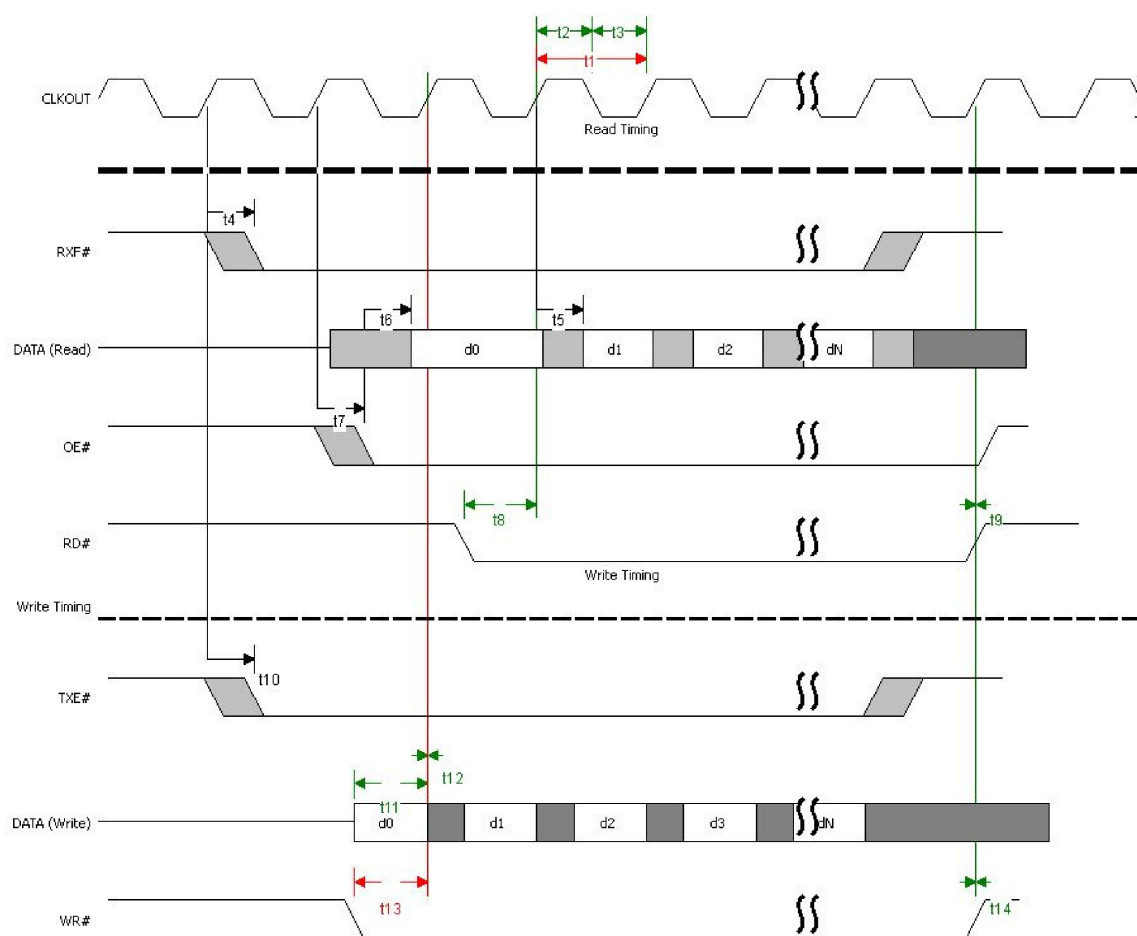 t2 t3
t1
CLKOUT
Read Timing
t4
RXF#
t6 t5
DATA (Read) d0 d1 d2 dN
t7
OE#
t8 t9
RD#
Write Timing
Write Timing
t10
TXE#
t12
t11
DATA (Write) d0 d1 d2 d3 dN
t13 t14
WR#